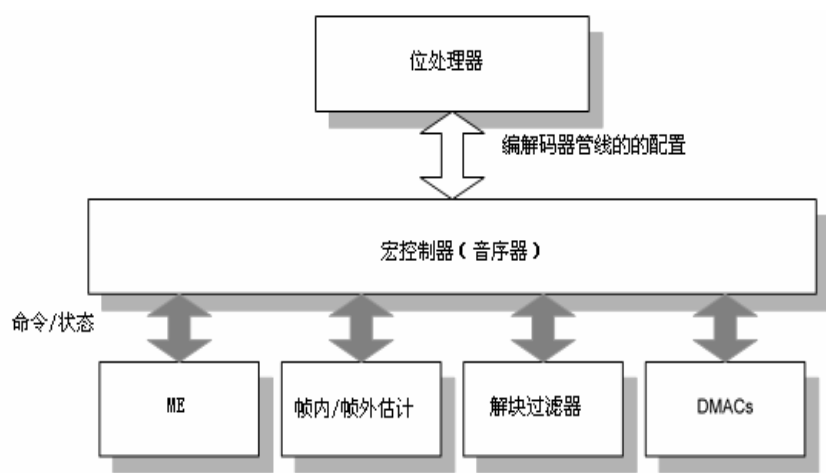 位处理器
编解码器管线的的配置
宏控制器(音序器)
命令/状态
ME
帧内/帧外估计
解块过滤器
DMACs